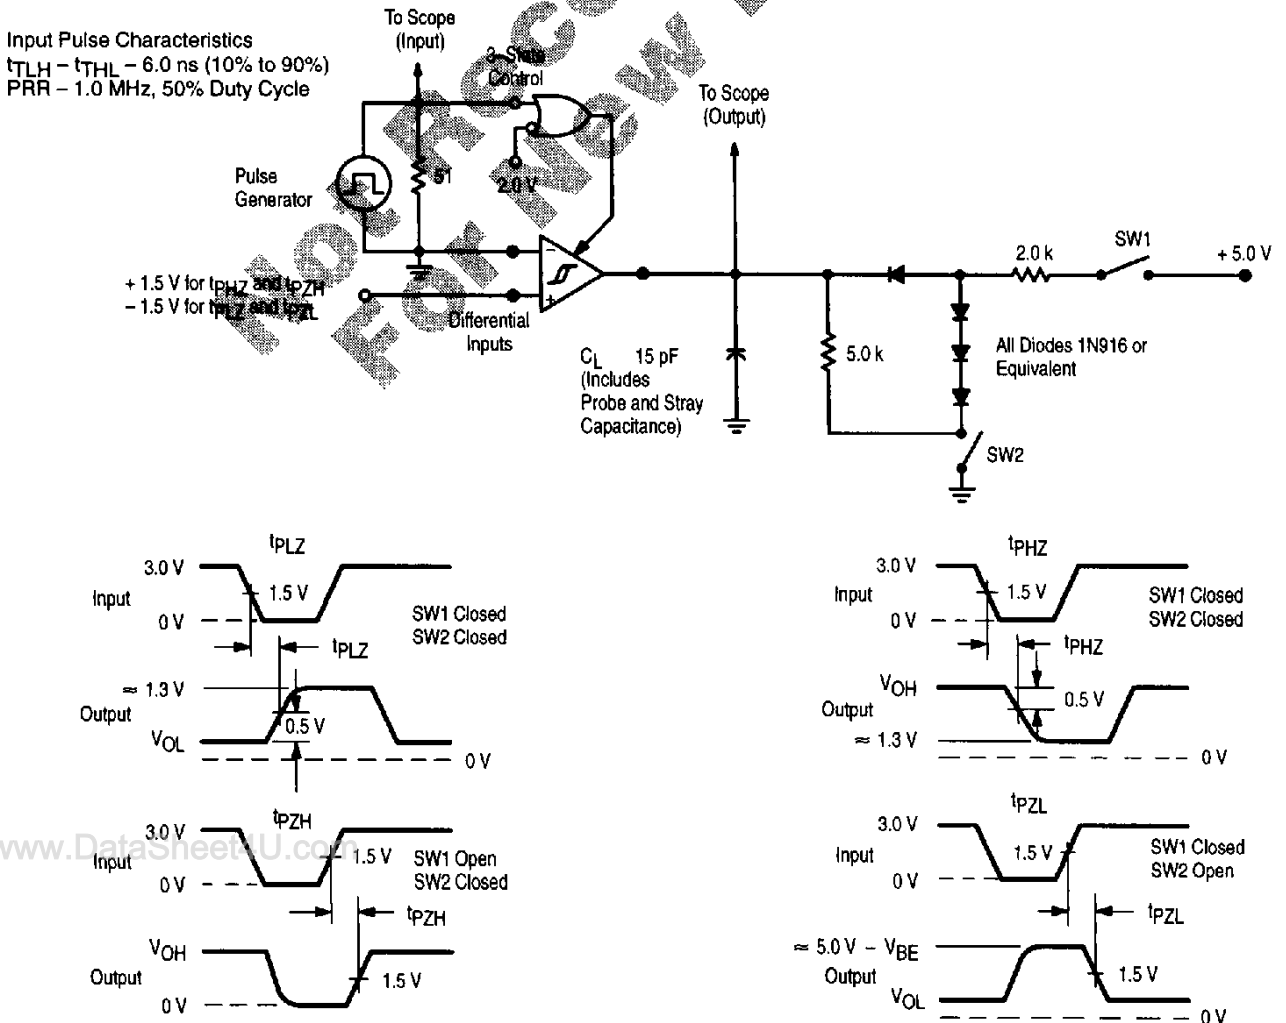 Input Pulse Characteristics
tTLH – tTHL – 6.0 ns (10% to 90%)
PRR – 1.0 MHz, 50% Duty Cycle
To Scope
(Input)
3–State
Control
To Scope
(Output)
Pulse
Generator
51
2.0 V
+ 1.5 V for tPHZ and tPZH
– 1.5 V for tPLZ and tPZL
Differential
Inputs
–
+
CL 15 pF
(Includes
Probe and Stray
Capacitance)
5.0 k
2.0 k
SW1
+ 5.0 V
All Diodes 1N916 or
Equivalent
SW2
Not Reco
For New D
tPLZ
3.0 V
Input
1.5 V
0 V
SW1 Closed
SW2 Closed
tPLZ
≈ 1.3 V
Output
0.5 V
VOL
0 V
tPHZ
3.0 V
Input
1.5 V
0 V
SW1 Closed
SW2 Closed
tPHZ
VOH
Output
0.5 V
≈ 1.3 V
0 V
tPZH
3.0 V
www.DataSheet4U.com
Input
1.5 V
0 V
SW1 Open
SW2 Closed
tPZH
VOH
Output
1.5 V
0 V
tPZL
3.0 V
Input
1.5 V
0 V
SW1 Closed
SW2 Open
tPZL
≈ 5.0 V – VBE
Output
1.5 V
VOL
0 V